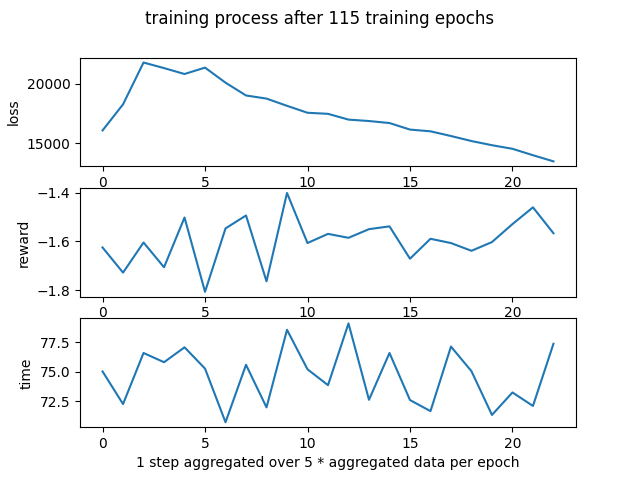 training process after 115 training epochs
20000
15000
loss
0 5 10 15 20
−1.4
−1.6
−1.8
reward
0 5 10 15 20
77.5
75.0
72.5
time
0 5 10 15 20
1 step aggregated over 5 * aggregated data per epoch